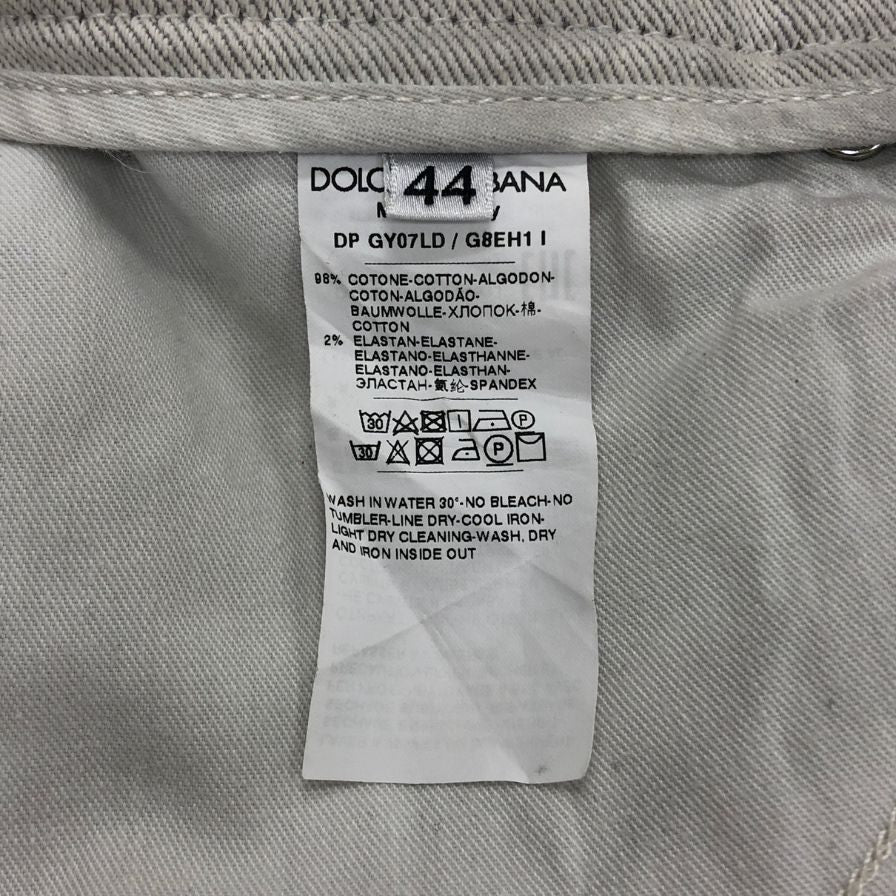 DOLC 44 BANA
DP GY07LD / G8EH1 I
98% COTONE-COTTON-ALGODON-
COTON-ALGODÃO-
BAUMWOLLE-ХЛОПОК-棉-
COTTON
2% ELASTAN-ELASTANE-
ELASTANO-ELASTHANNE-
ELASTANO-ELASTHAN-
ЭЛАСТАН-氨纶-SPANDEX
30 P
30 P
WASH IN WATER 30°-NO BLEACH-NO
TUMBLER-LINE DRY-COOL IRON-
LIGHT DRY CLEANING-WASH, DRY
AND IRON INSIDE OUT